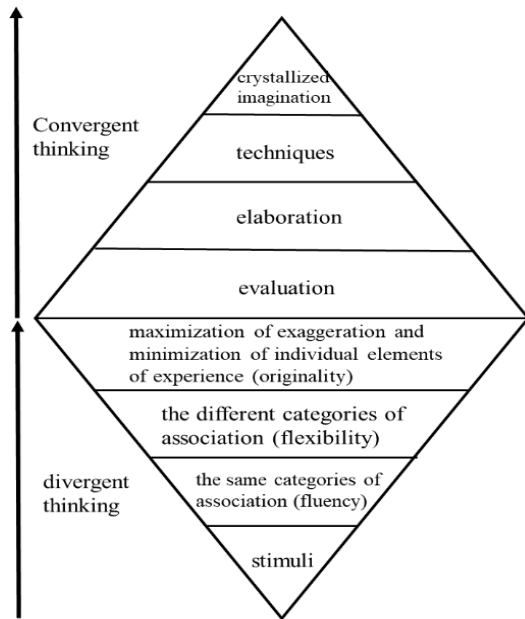 crystallized
imagination
Convergent
thinking
techniques
elaboration
evaluation
maximization of exaggeration and
minimization of individual elements
of experience (originality)
the different categories of
association (flexibility)
divergent
thinking
the same categories of
association (fluency)
stimuli